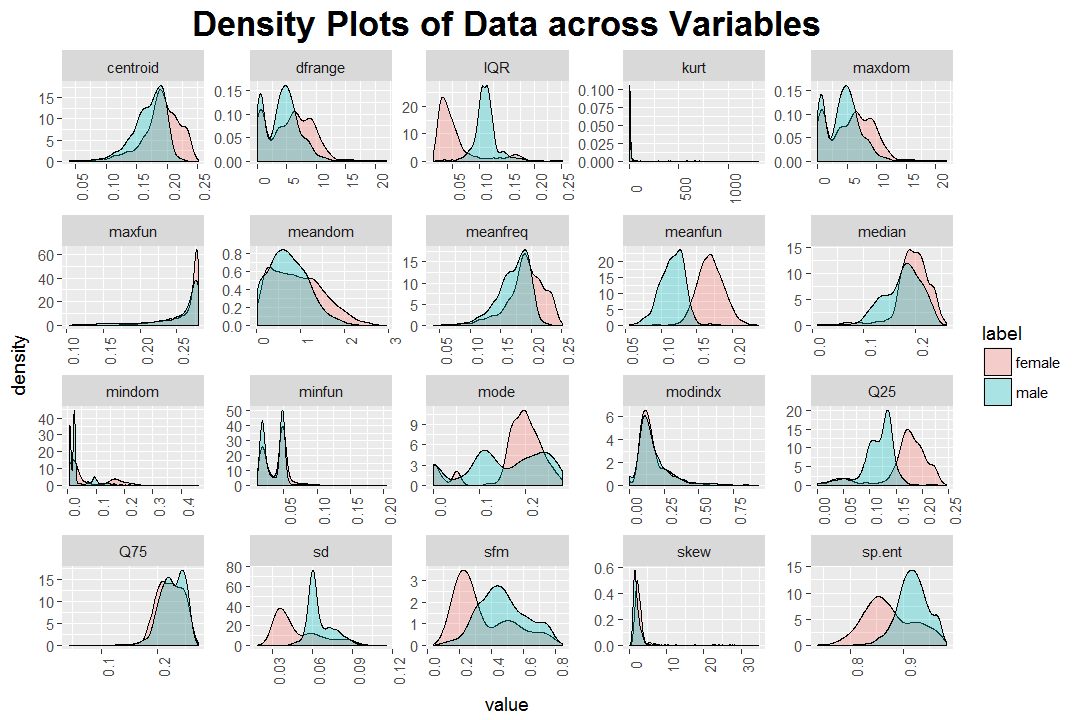 Density Plots of Data across Variables
centroid dfrange IQR kurt maxdom
15 10 5 0
0.05 0.10 0.15 0.20 0.25
0.15 0.10 0.05 0.00
0 5 10 15 20
20 10 0
0.05 0.10 0.15 0.20 0.25
0.100 0.075 0.050 0.025 0.000
0 500 1000
0.15 0.10 0.05 0.00
0 5 10 15 20
maxfun meandom meanfreq meanfun median
60 40 20 0
0.10 0.15 0.20 0.25
0.8 0.6 0.4 0.2 0.0
0 1 2 3
15 10 5 0
0.05 0.10 0.15 0.20 0.25
20 15 10 5 0
0.05 0.10 0.15 0.20
15 10 5 0
0.0 0.1 0.2
mindom minfun mode modindx Q25
40 30 20 10 0
0.0 0.1 0.2 0.3 0.4
50 40 30 20 10 0
0.05 0.10 0.15 0.20
9 6 3 0
0.0 0.1 0.2
6 4 2 0
0.00 0.25 0.50 0.75
20 15 10 5 0
0.00 0.05 0.10 0.15 0.20 0.25
Q75 sd sfm skew sp.ent
15 10 5 0
0.1 0.2
80 60 40 20 0
0.03 0.06 0.09 0.12
3 2 1 0
0.0 0.2 0.4 0.6 0.8
0.6 0.4 0.2 0.0
0 10 20 30
15 10 5 0
0.8 0.9
density
value
label
female
male